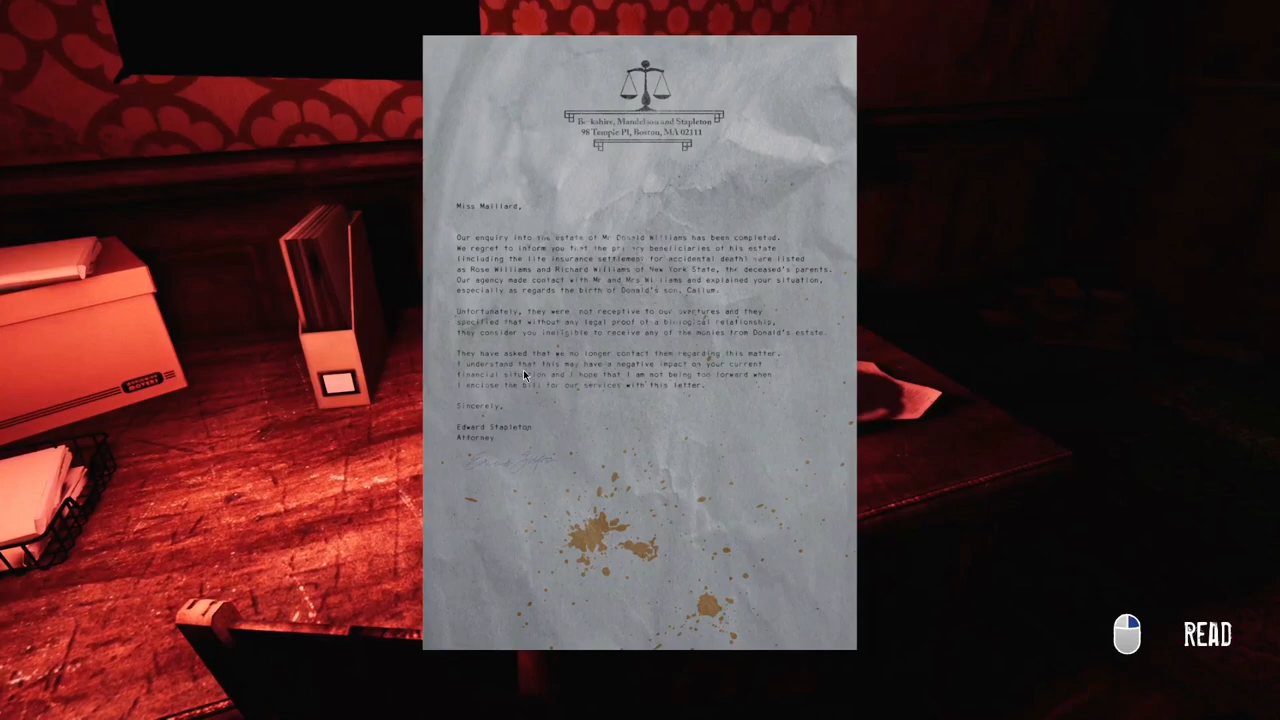 Berkshire, Mandelson and Stapleton
98 Temple Pl, Boston, MA 02111
Miss Maillard,
Our enquiry into the estate of Mr Donald Williams has been completed.
We regret to inform you that the primary beneficiaries of his estate
(including the life insurance settlement for accidental death) were listed
as Rose Williams and Richard Williams of New York State, the deceased's parents.
Our agency made contact with Mr and Mrs Williams and explained your situation,
especially as regards the birth of Donald's son, Callum.
Unfortunately, they were not receptive to our overtures and they
specified that without any legal proof of a biological relationship,
they consider you ineligible to receive any of the monies from Donald's estate.
They have asked that we no longer contact them regarding this matter.
I understand that this may have a negative impact on your current
financial situation and I hope that I am not being too forward when
I enclose the bill for our services with this letter.
Sincerely,
Edward Stapleton
Attorney
MOVERS
READ